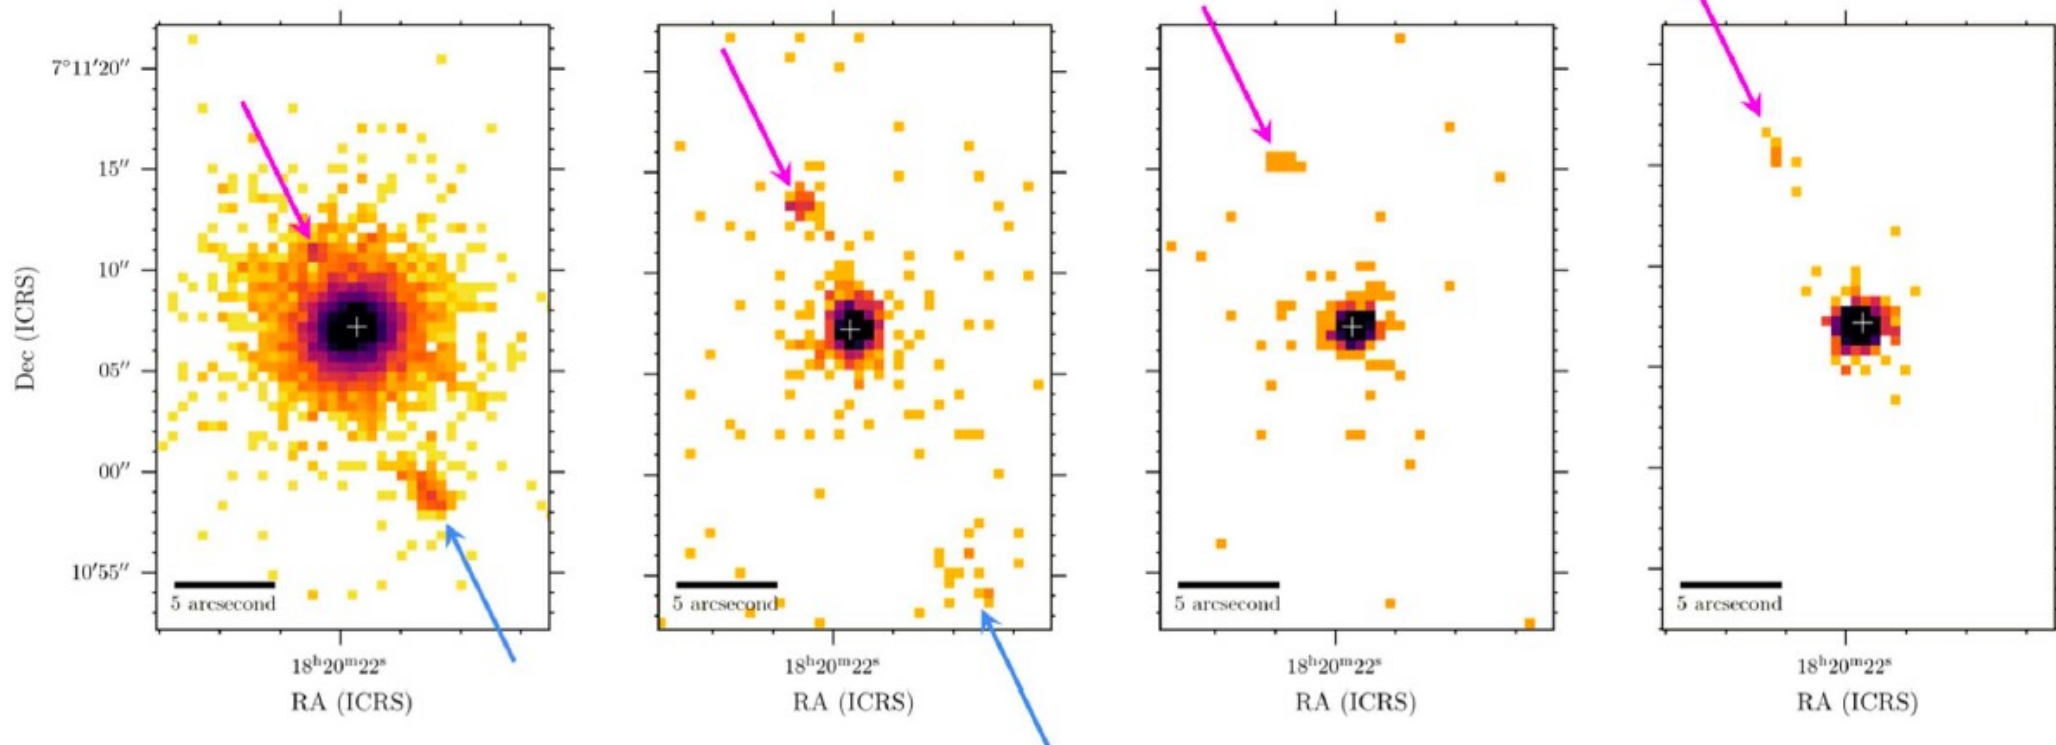 Dec (ICRS)
7°11′20″
15″
10″
05″
00″
10′55″
5 arcsecond
5 arcsecond
5 arcsecond
5 arcsecond
18ʰ20ᵐ22ˢ
18ʰ20ᵐ22ˢ
18ʰ20ᵐ22ˢ
18ʰ20ᵐ22ˢ
RA (ICRS)
RA (ICRS)
RA (ICRS)
RA (ICRS)